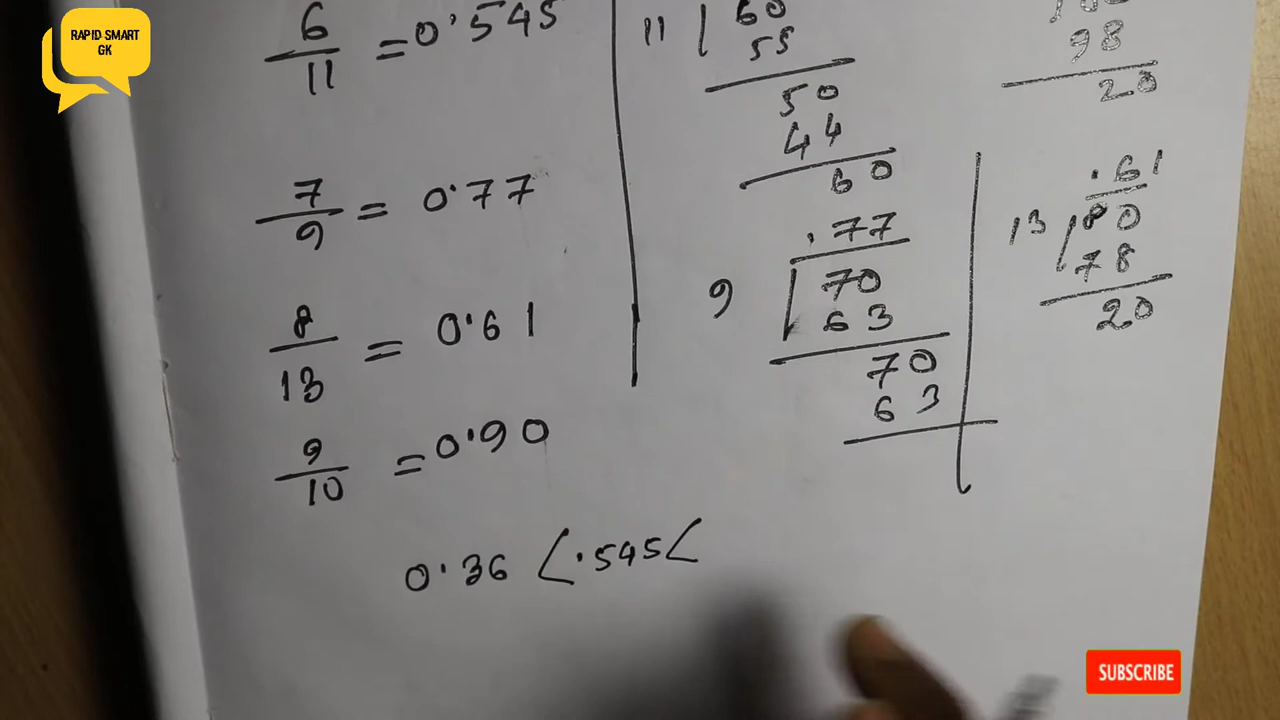 RAPID SMART
GK
6/11 = 0.545
7/9 = 0.77
8/13 = 0.61
9/10 = 0.90
0.36 < .545 <
11
60
55
50
44
60
.77
9
70
63
70
63
98
20
.61
13
80
78
20
SUBSCRIBE